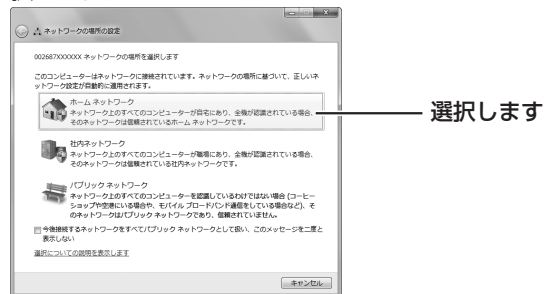 ネットワークの場所の設定
002687XXXXXX ネットワークの場所を選択します
このコンピューターはネットワークに接続されています。ネットワークの場所に基づいて、正しいネ
ットワーク設定が自動的に適用されます。
ホーム ネットワーク
ネットワーク上のすべてのコンピューターが自宅にあり、全機が認識されている場合、
そのネットワークは信頼されているホーム ネットワークです。
選択します
社内ネットワーク
ネットワーク上のすべてのコンピューターが職場にあり、全機が認識されている場合、
そのネットワークは信頼されている社内ネットワークです。
パブリック ネットワーク
ネットワーク上のすべてのコンピューターを認識しているわけではない場合 (コーヒー
ショップや空港にいる場合や、モバイル ブロードバンド通信をしている場合など)、そ
のネットワークはパブリック ネットワークであり、信頼されていません。
今後接続するネットワークをすべてパブリック ネットワークとして扱い、このメッセージを二度と
表示しない
選択についての説明を表示します
キャンセル